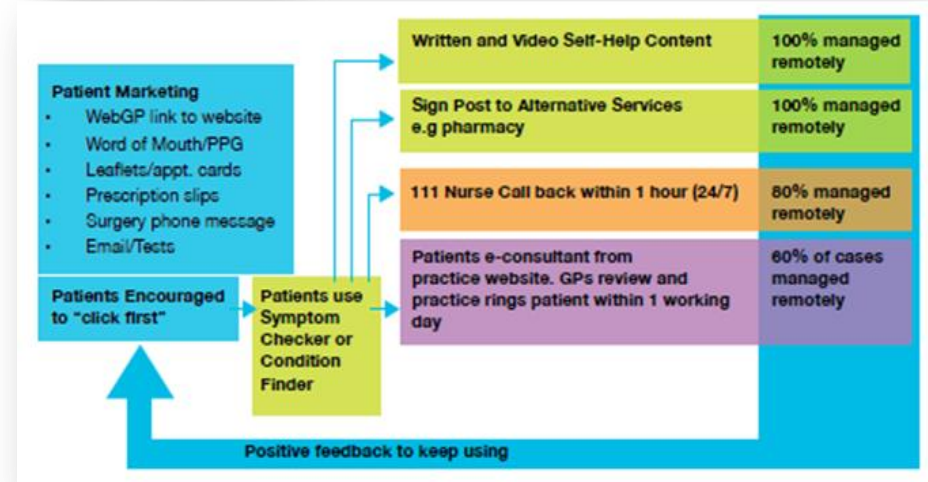 Patient Marketing
• WebGP link to website
• Word of Mouth/PPG
• Leaflets/appt. cards
• Prescription slips
• Surgery phone message
• Email/Tests
Patients Encouraged
to "click first"
Patients use
Symptom
Checker or
Condition
Finder
Written and Video Self-Help Content
100% managed
remotely
Sign Post to Alternative Services
e.g pharmacy
100% managed
remotely
111 Nurse Call back within 1 hour (24/7)
80% managed
remotely
Patients e-consultant from
practice website. GPs review and
practice rings patient within 1 working
day
60% of cases
managed
remotely
Positive feedback to keep using